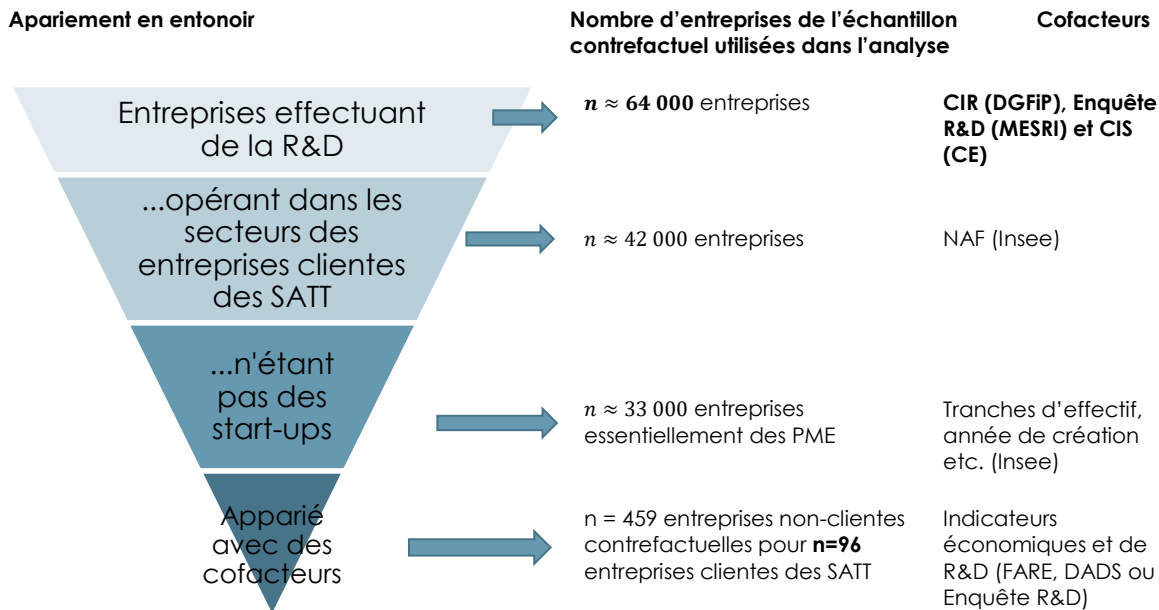 Apariement en entonoir
Nombre d’entreprises de l’échantillon
contrefactuel utilisées dans l’analyse
Cofacteurs
Entreprises effectuant
de la R&D
n ≈ 64 000 entreprises
CIR (DGFiP), Enquête
R&D (MESRI) et CIS
(CE)
...opérant dans les
secteurs des
entreprises clientes
des SATT
n ≈ 42 000 entreprises
NAF (Insee)
...n'étant
pas des
start-ups
n ≈ 33 000 entreprises
essentiellement des PME
Tranches d’effectif,
année de création
etc. (Insee)
Apparié
avec des
cofacteurs
n = 459 entreprises non-clientes
contrefactuelles pour n=96
entreprises clientes des SATT
Indicateurs
économiques et de
R&D (FARE, DADS ou
Enquête R&D)